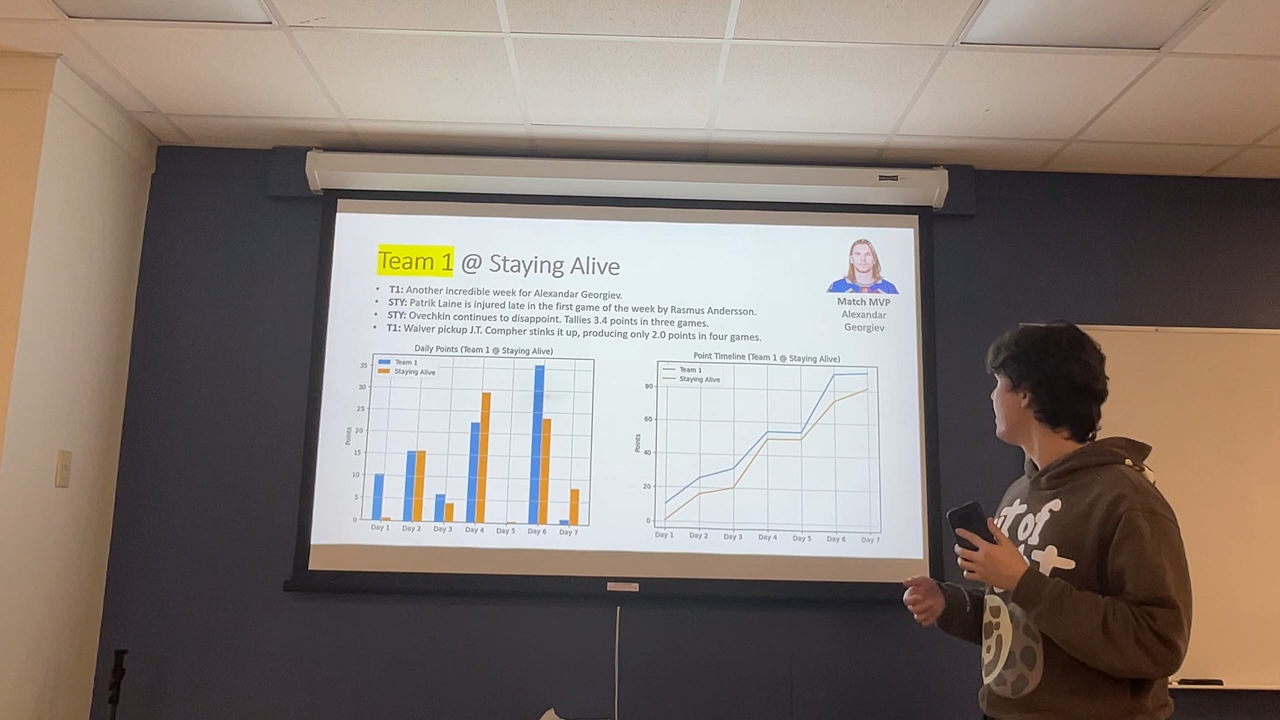 Team 1 @ Staying Alive
• T1: Another incredible week for Alexandar Georgiev.
• STY: Patrik Laine is injured late in the first game of the week by Rasmus Andersson.
• STY: Ovechkin continues to disappoint. Tallies 3.4 points in three games.
• T1: Waiver pickup J.T. Compher stinks it up, producing only 2.0 points in four games.
Match MVP
Alexandar
Georgiev
Daily Points (Team 1 @ Staying Alive)
Team 1
Staying Alive
Points
35
30
25
20
15
10
5
0
Day 1 Day 2 Day 3 Day 4 Day 5 Day 6 Day 7
Point Timeline (Team 1 @ Staying Alive)
Team 1
Staying Alive
Points
80
60
40
20
0
Day 1 Day 2 Day 3 Day 4 Day 5 Day 6 Day 7
of